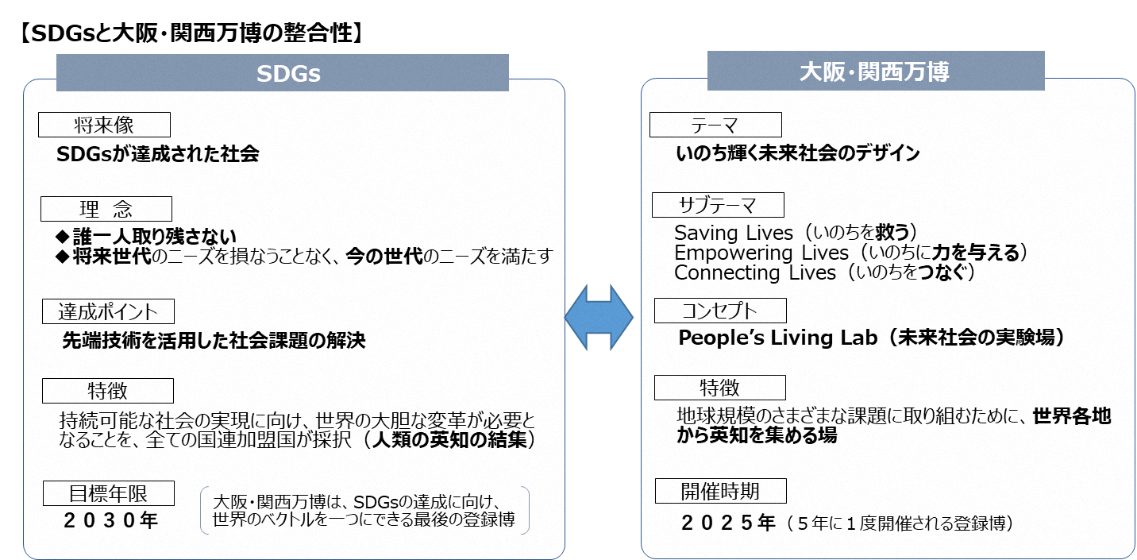 【SDGsと大阪・関西万博の整合性】
SDGs
将来像
SDGsが達成された社会
理 念
◆誰一人取り残さない
◆将来世代のニーズを損なうことなく、今の世代のニーズを満たす
達成ポイント
先端技術を活用した社会課題の解決
特徴
持続可能な社会の実現に向け、世界の大胆な変革が必要と
なることを、全ての国連加盟国が採択（人類の英知の結集）
目標年限
２０３０年
大阪・関西万博は、SDGsの達成に向け、
世界のベクトルを一つにできる最後の登録博
大阪・関西万博
テーマ
いのち輝く未来社会のデザイン
サブテーマ
Saving Lives（いのちを救う）
Empowering Lives（いのちに力を与える）
Connecting Lives（いのちをつなぐ）
コンセプト
People's Living Lab（未来社会の実験場）
特徴
地球規模のさまざまな課題に取り組むために、世界各地
から英知を集める場
開催時期
２０２５年（５年に１度開催される登録博）